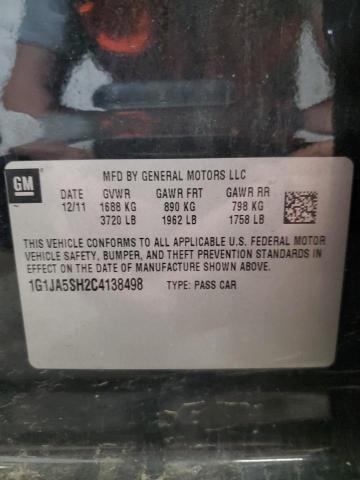 GM
MFD BY GENERAL MOTORS LLC
DATE GVWR GAWR FRT GAWR RR
12/11 1688 KG 890 KG 798 KG
3720 LB 1962 LB 1758 LB
THIS VEHICLE CONFORMS TO ALL APPLICABLE U.S. FEDERAL MOTOR
VEHICLE SAFETY, BUMPER, AND THEFT PREVENTION STANDARDS
IN EFFECT ON THE DATE OF MANUFACTURE SHOWN ABOVE.
1G1JA5SH2C4138498 TYPE: PASS CAR